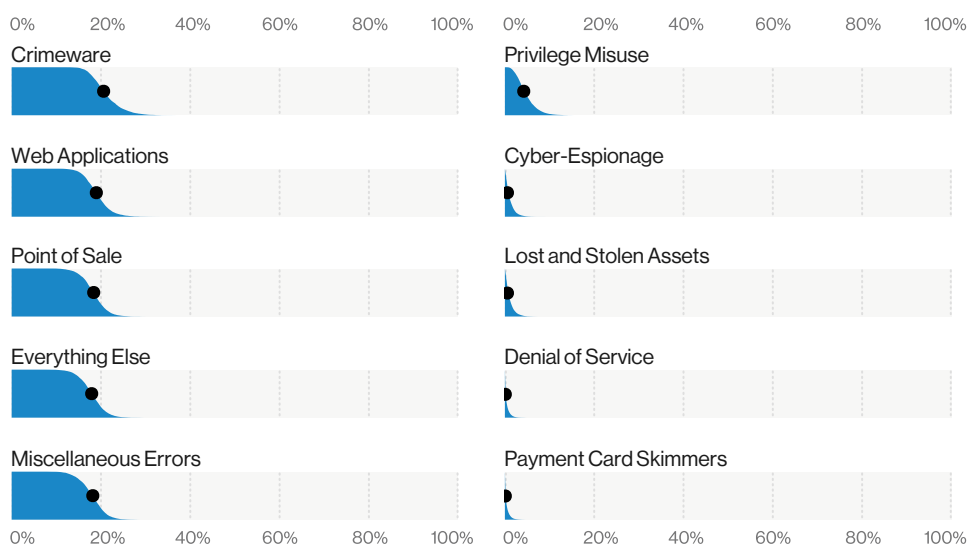 0% 20% 40% 60% 80% 100%
Crimeware
Web Applications
Point of Sale
Everything Else
Miscellaneous Errors
0% 20% 40% 60% 80% 100%
0% 20% 40% 60% 80% 100%
Privilege Misuse
Cyber-Espionage
Lost and Stolen Assets
Denial of Service
Payment Card Skimmers
0% 20% 40% 60% 80% 100%